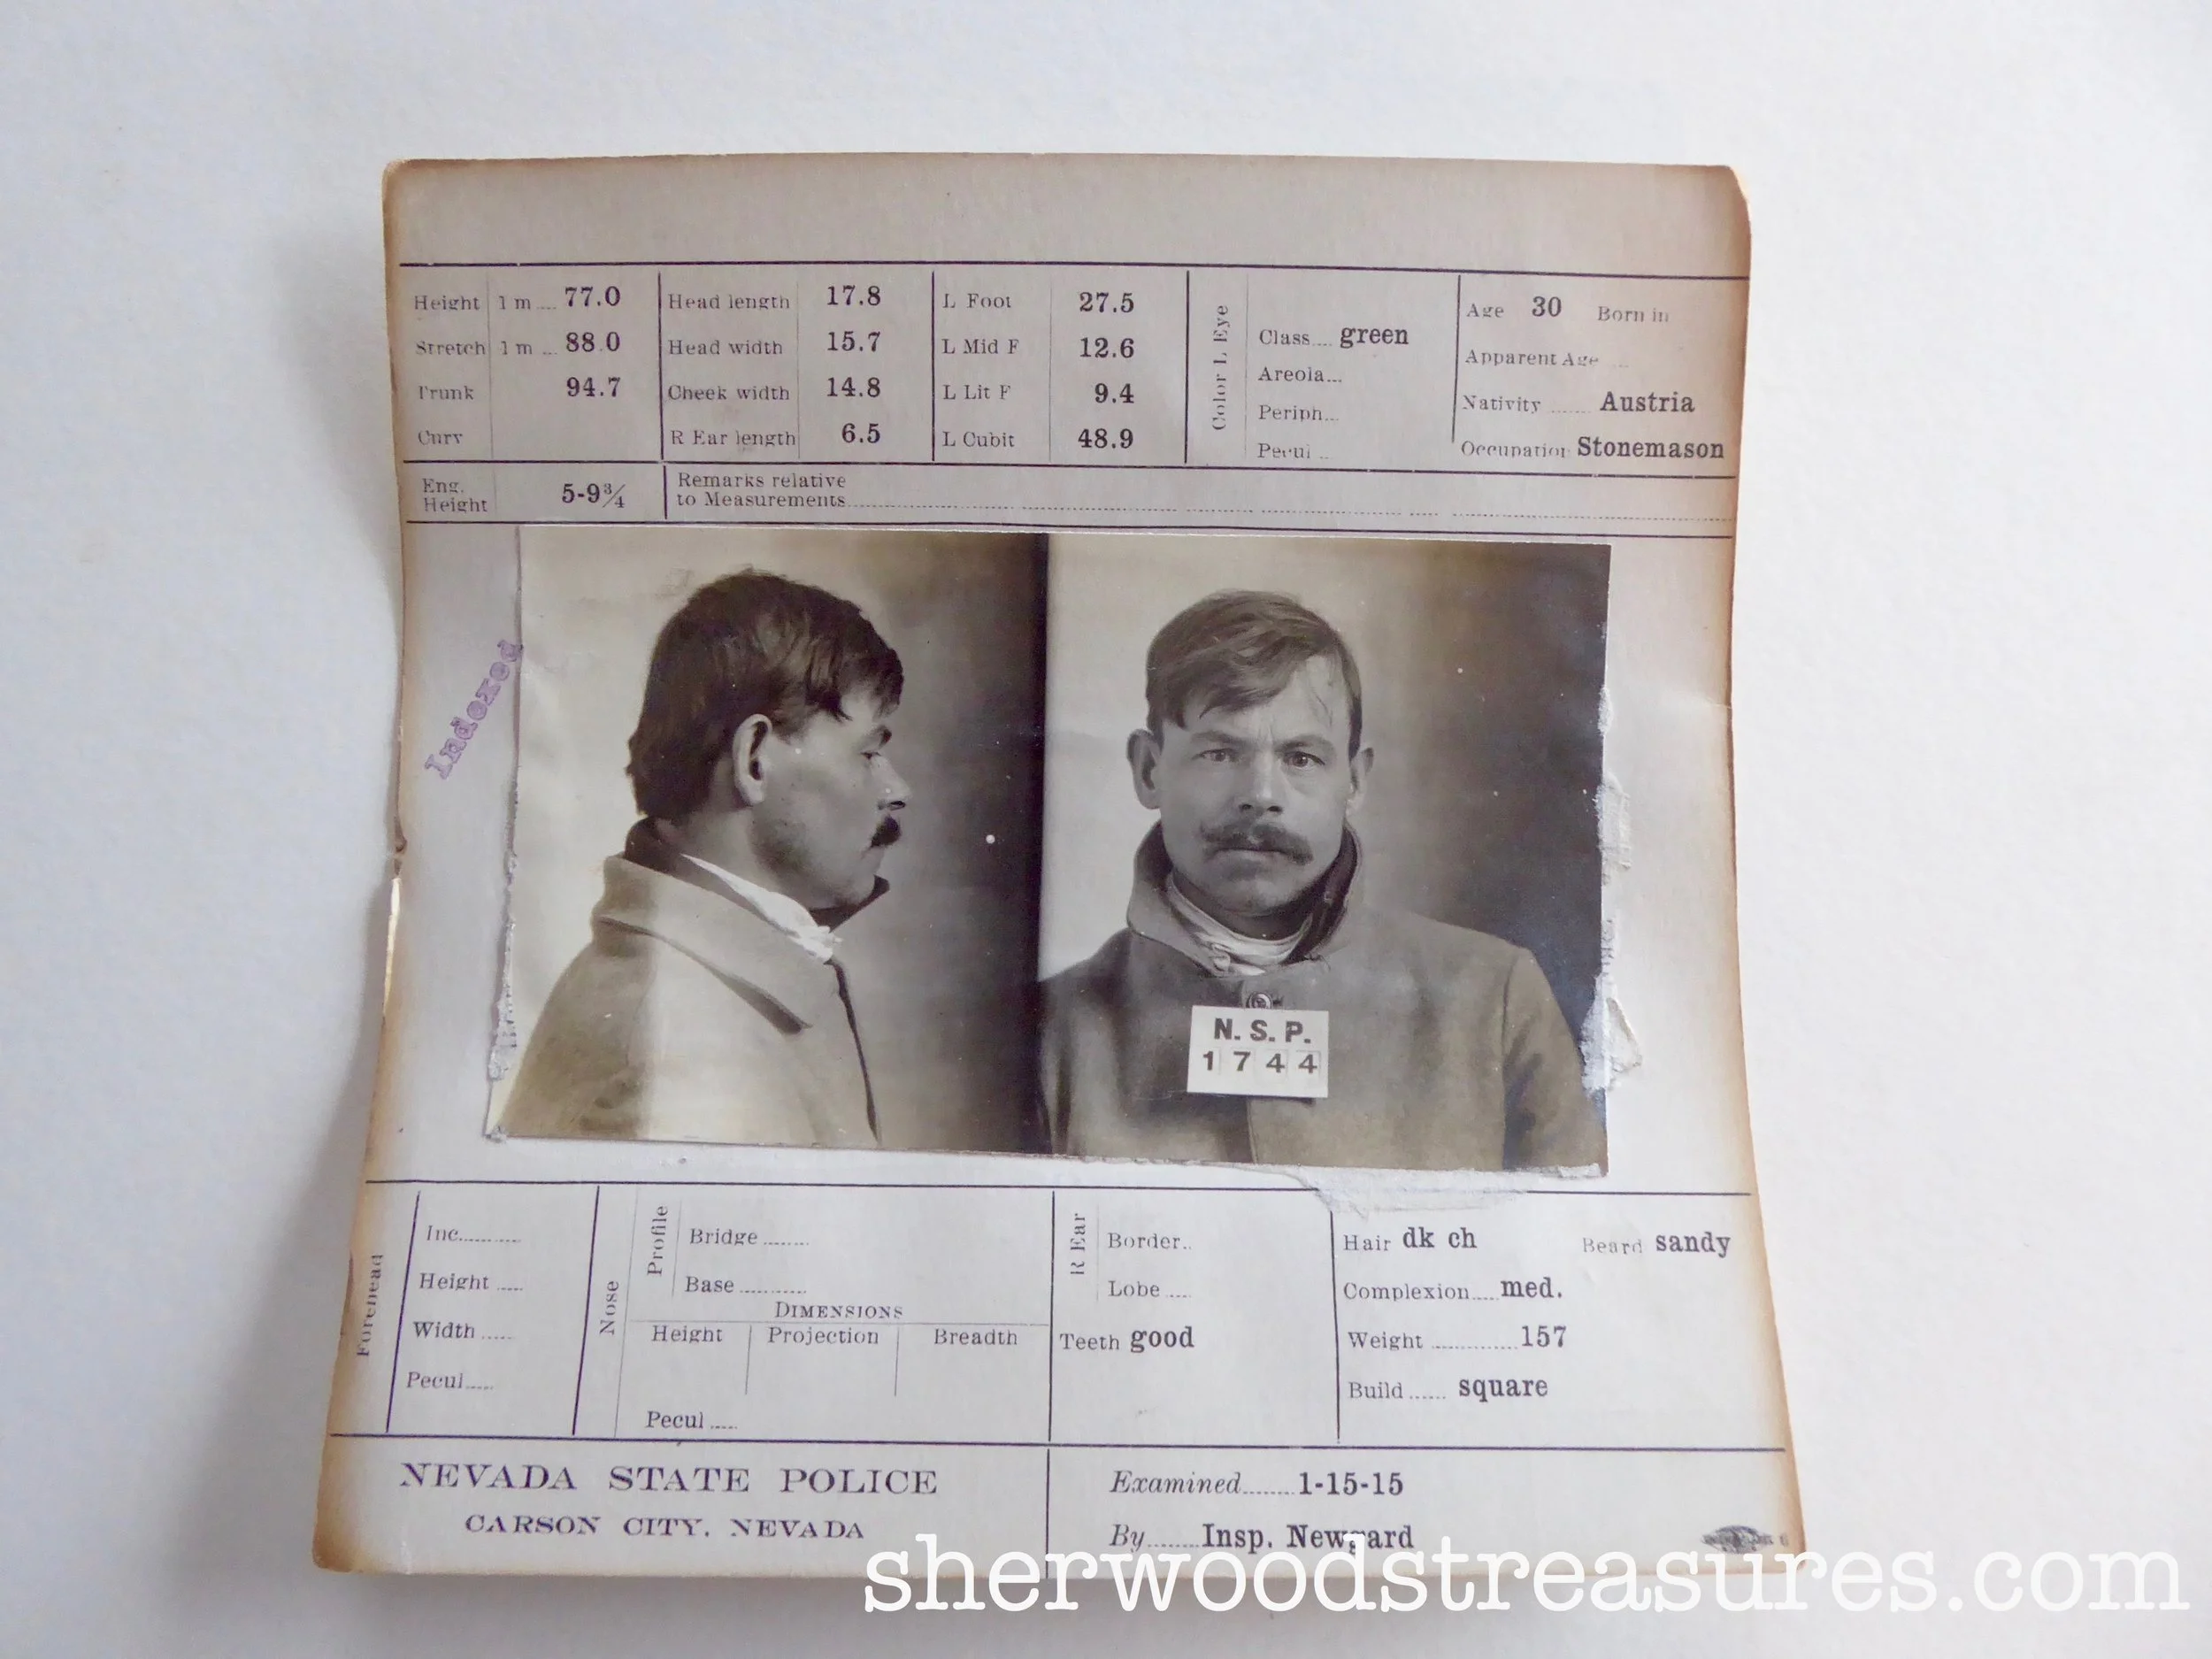 Height 1 m .... 77.0 Head length 17.8 L Foot 27.5 Age 30 Born in
Stretch 1 m ... 88.0 Head width 15.7 L Mid F 12.6 Color L Eye Class.... green Apparent Age ...
Trunk 94.7 Cheek width 14.8 L Lit F 9.4 Areola... Nativity ....... Austria
Curv R Ear length 6.5 L Cubit 48.9 Periph... Occupation Stonemason
Pecul ..
Eng. Height 5-9¾ Remarks relative
to Measurements
Indexed
N. S. P.
1744
Forehead
Inc............
Height .....
Width ......
Pecul.....
Nose
Profile
Bridge ........
Base ...........
DIMENSIONS
Height Projection Breadth
Pecul .....
R Ear
Border..
Lobe .....
Teeth good
Hair dk ch Beard sandy
Complexion..... med.
Weight .............. 157
Build ...... square
NEVADA STATE POLICE
CARSON CITY, NEVADA
Examined........1-15-15
By........Insp. Newgard
sherwoodstreasures.com